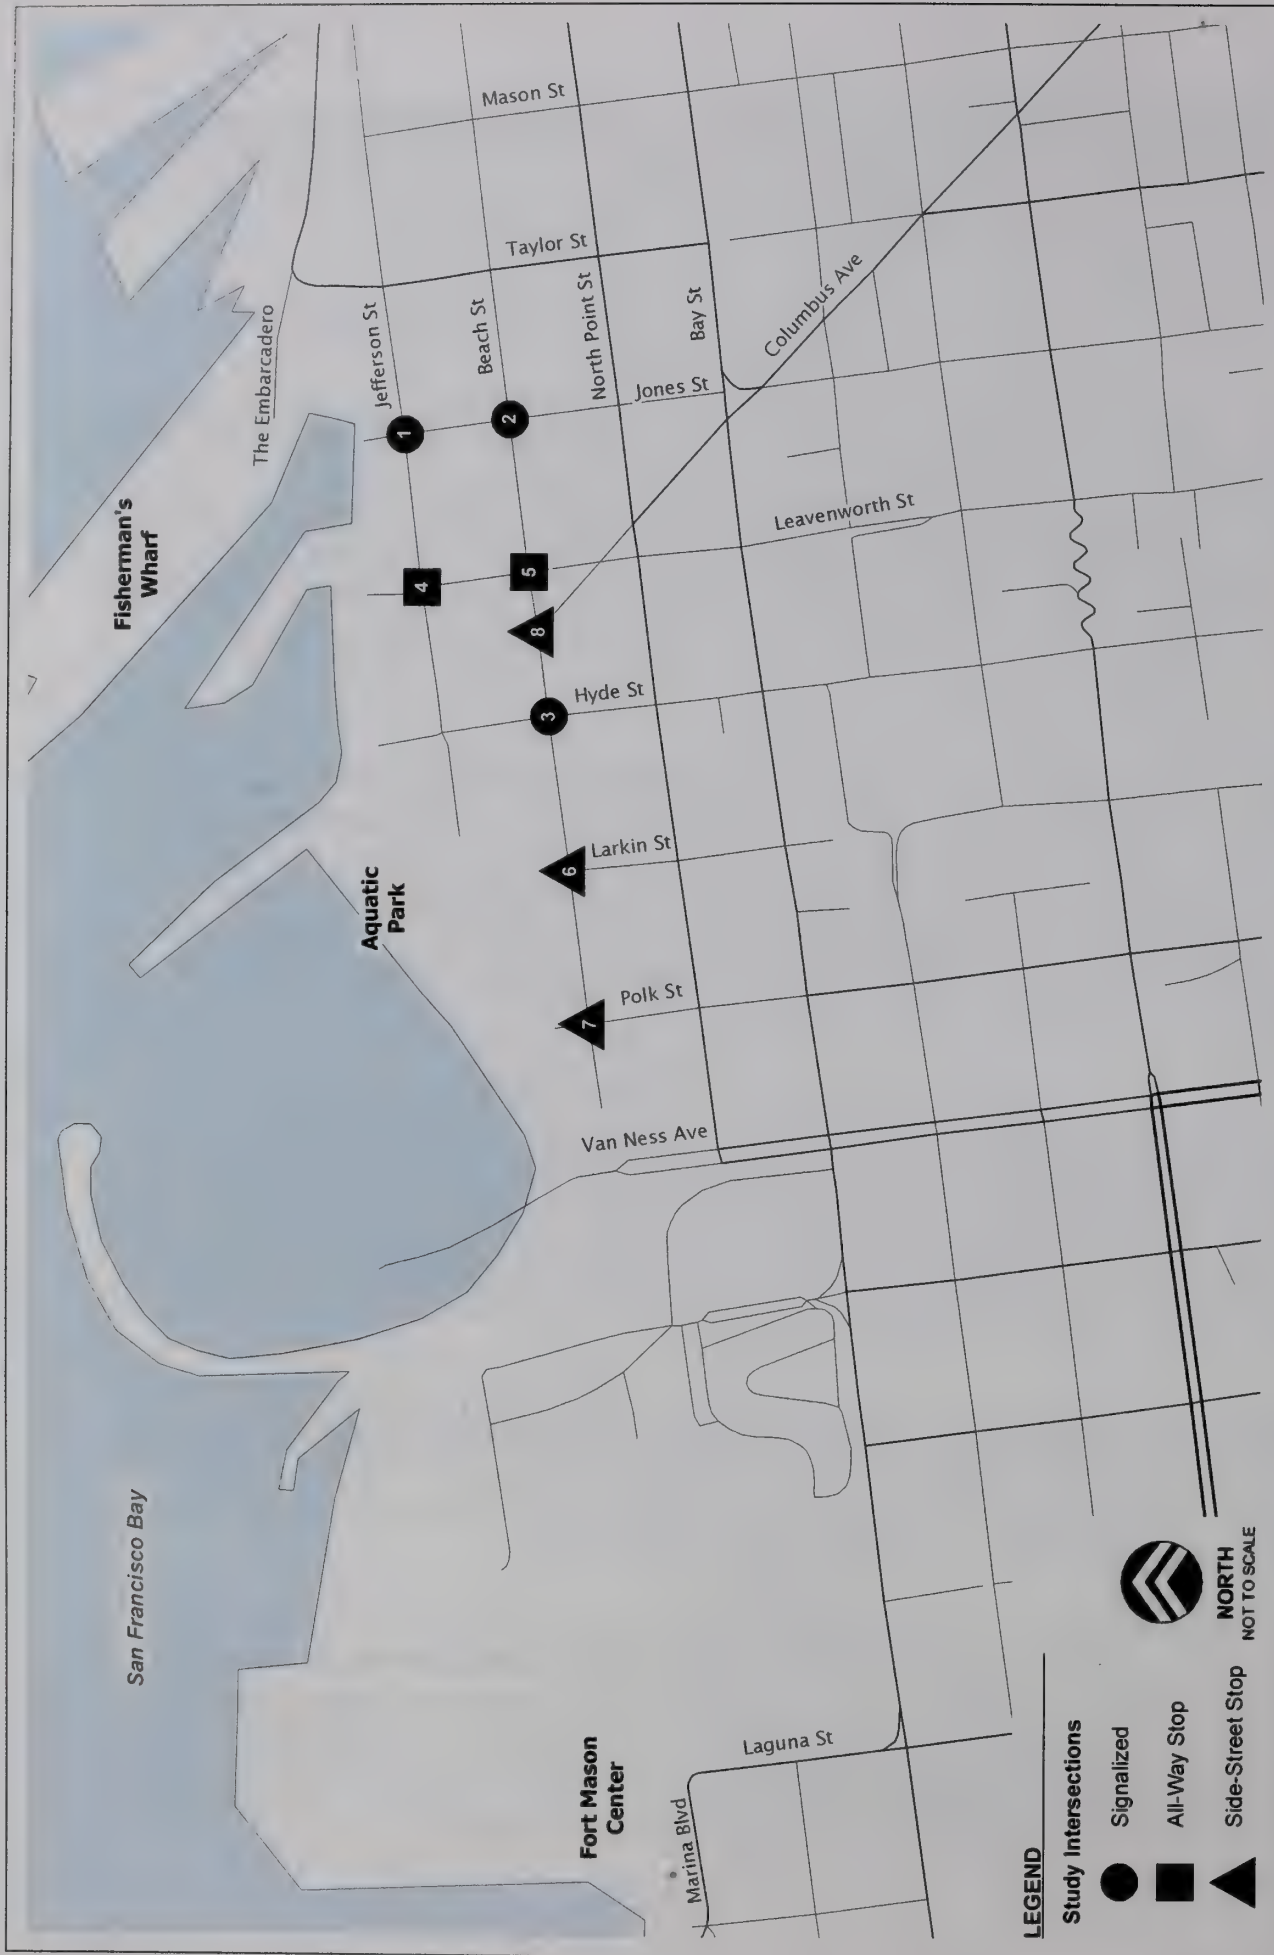 San Francisco Bay
Fisherman's
Wharf
The Embarcadero
Aquatic
Park
Fort Mason
Center
Marina Blvd
Laguna St
Van Ness Ave
Polk St
Larkin St
Hyde St
Leavenworth St
Jones St
Columbus Ave
Taylor St
Mason St
Jefferson St
Beach St
North Point St
Bay St
1
2
3
4
5
6
7
8
LEGEND
Study Intersections
Signalized
All-Way Stop
Side-Street Stop
NORTH
NOT TO SCALE